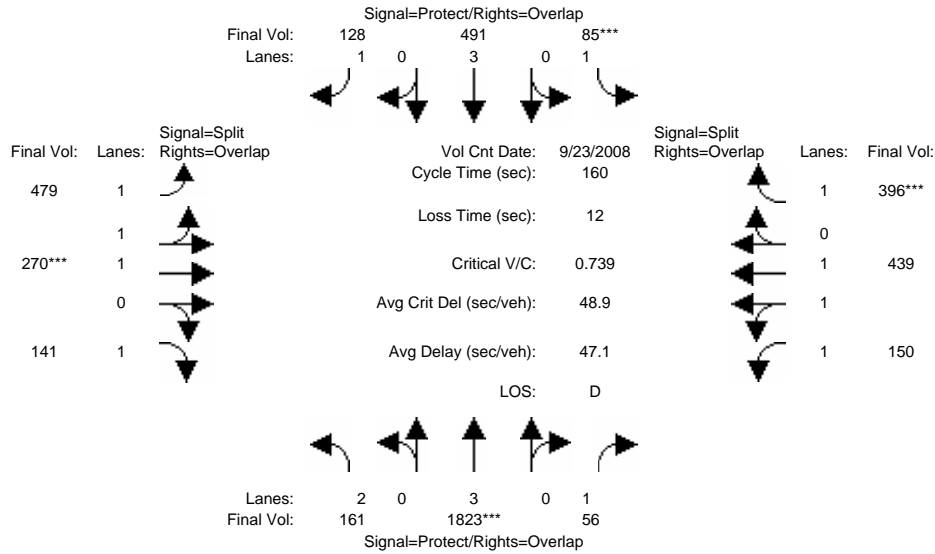 Signal=Protect/Rights=Overlap
Final Vol: 128 491 85***
Lanes: 1 0 3 0 1
Signal=Split Signal=Split
Final Vol: Lanes: Rights=Overlap Vol Cnt Date: 9/23/2008 Rights=Overlap Lanes: Final Vol:
Cycle Time (sec): 160
479 1 1 396***
Loss Time (sec): 12
1 0
270*** 1 Critical V/C: 0.739 1 439
0 Avg Crit Del (sec/veh): 48.9 1
141 1 Avg Delay (sec/veh): 47.1 1 150
LOS: D
Lanes: 2 0 3 0 1
Final Vol: 161 1823*** 56
Signal=Protect/Rights=Overlap